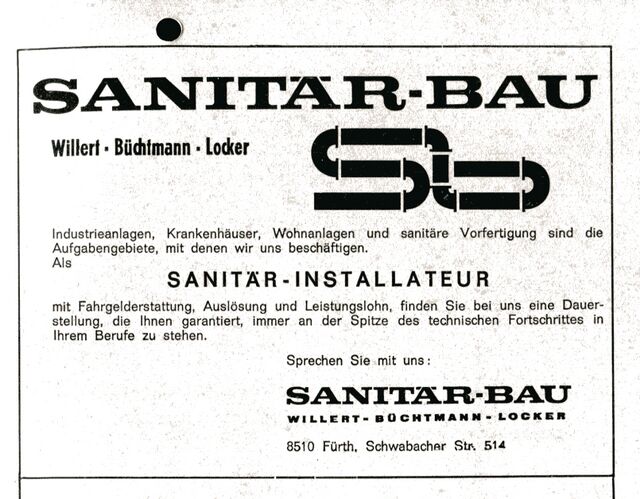 SANITÄR-BAU
Willert · Büchtmann · Locker
Sb
Industrieanlagen, Krankenhäuser, Wohnanlagen und sanitäre Vorfertigung sind die
Aufgabengebiete, mit denen wir uns beschäftigen.
Als
SANITÄR-INSTALLATEUR
mit Fahrgelderstattung, Auslösung und Leistungslohn, finden Sie bei uns eine Dauer-
stellung, die Ihnen garantiert, immer an der Spitze des technischen Fortschrittes in
Ihrem Berufe zu stehen.
Sprechen Sie mit uns:
SANITÄR-BAU
WILLERT-BÜCHTMANN-LOCKER
8510 Fürth, Schwabacher Str. 514